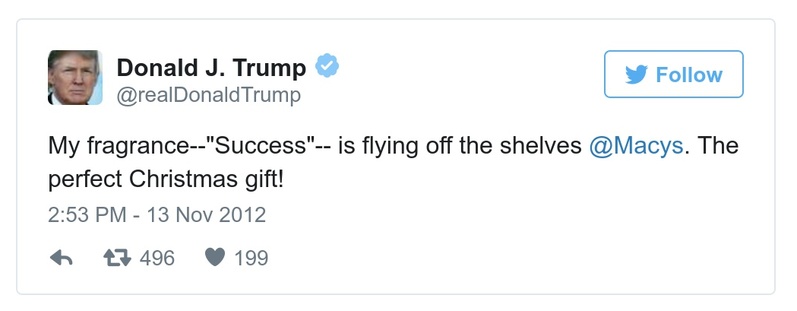 Donald J. Trump
@realDonaldTrump
Follow
My fragrance--"Success"-- is flying off the shelves @Macys. The
perfect Christmas gift!
2:53 PM - 13 Nov 2012
496 199